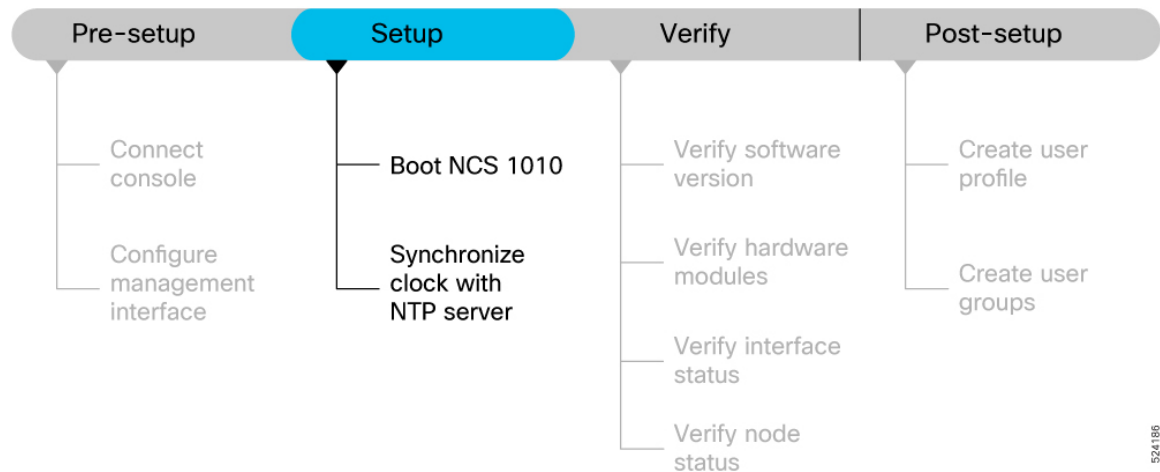 Pre-setup
Setup
Verify
Post-setup
Connect
console
Configure
management
interface
Boot NCS 1010
Synchronize
clock with
NTP server
Verify software
version
Verify hardware
modules
Verify interface
status
Verify node
status
Create user
profile
Create user
groups
524186